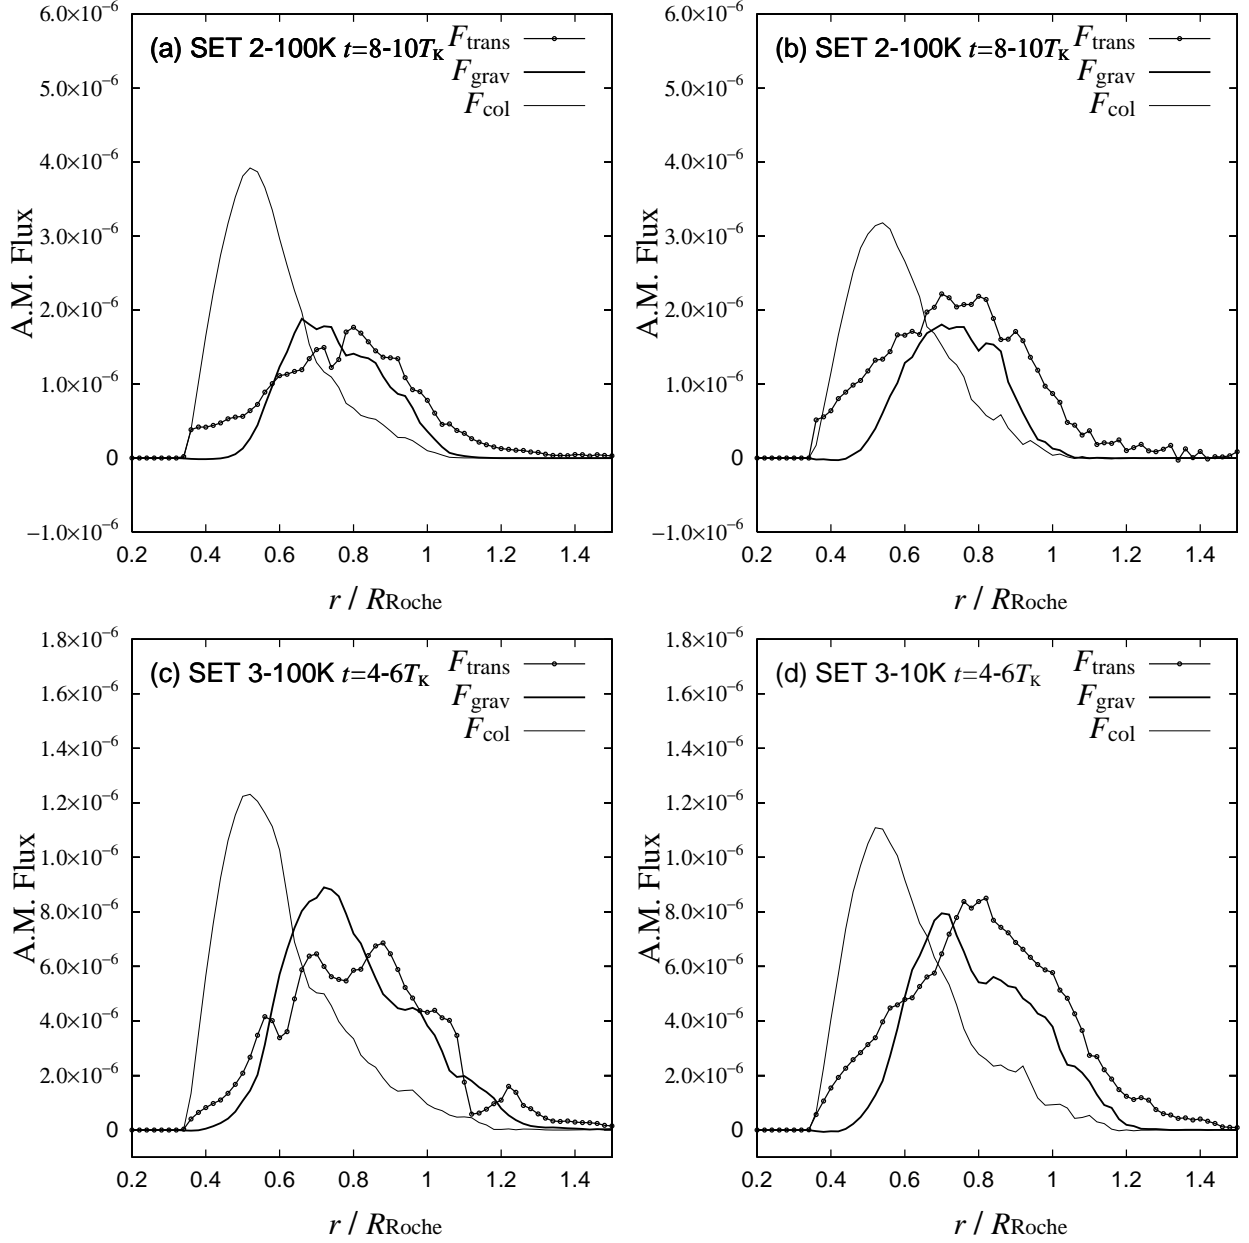 (a) SET 2-100K t=8-10T_K
F_trans
F_grav
F_col
6.0×10⁻⁶
5.0×10⁻⁶
4.0×10⁻⁶
3.0×10⁻⁶
2.0×10⁻⁶
1.0×10⁻⁶
0
−1.0×10⁻⁶
A.M. Flux
0.2 0.4 0.6 0.8 1 1.2 1.4
r / R_Roche
(b) SET 2-100K t=8-10T_K
F_trans
F_grav
F_col
6.0×10⁻⁶
5.0×10⁻⁶
4.0×10⁻⁶
3.0×10⁻⁶
2.0×10⁻⁶
1.0×10⁻⁶
0
−1.0×10⁻⁶
A.M. Flux
0.2 0.4 0.6 0.8 1 1.2 1.4
r / R_Roche
(c) SET 3-100K t=4-6T_K
F_trans
F_grav
F_col
1.8×10⁻⁶
1.6×10⁻⁶
1.4×10⁻⁶
1.2×10⁻⁶
1.0×10⁻⁶
8.0×10⁻⁶
6.0×10⁻⁶
4.0×10⁻⁶
2.0×10⁻⁶
0
A.M. Flux
0.2 0.4 0.6 0.8 1 1.2 1.4
r / R_Roche
(d) SET 3-10K t=4-6T_K
F_trans
F_grav
F_col
1.8×10⁻⁶
1.6×10⁻⁶
1.4×10⁻⁶
1.2×10⁻⁶
1.0×10⁻⁶
8.0×10⁻⁶
6.0×10⁻⁶
4.0×10⁻⁶
2.0×10⁻⁶
0
A.M. Flux
0.2 0.4 0.6 0.8 1 1.2 1.4
r / R_Roche